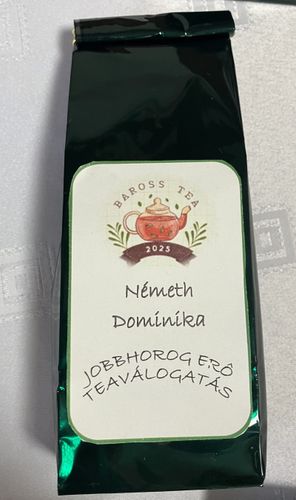 BAROSS TEA
2025
Németh
Dominika
JOBBHOROG ERŐ
TEAVÁLOGATÁS